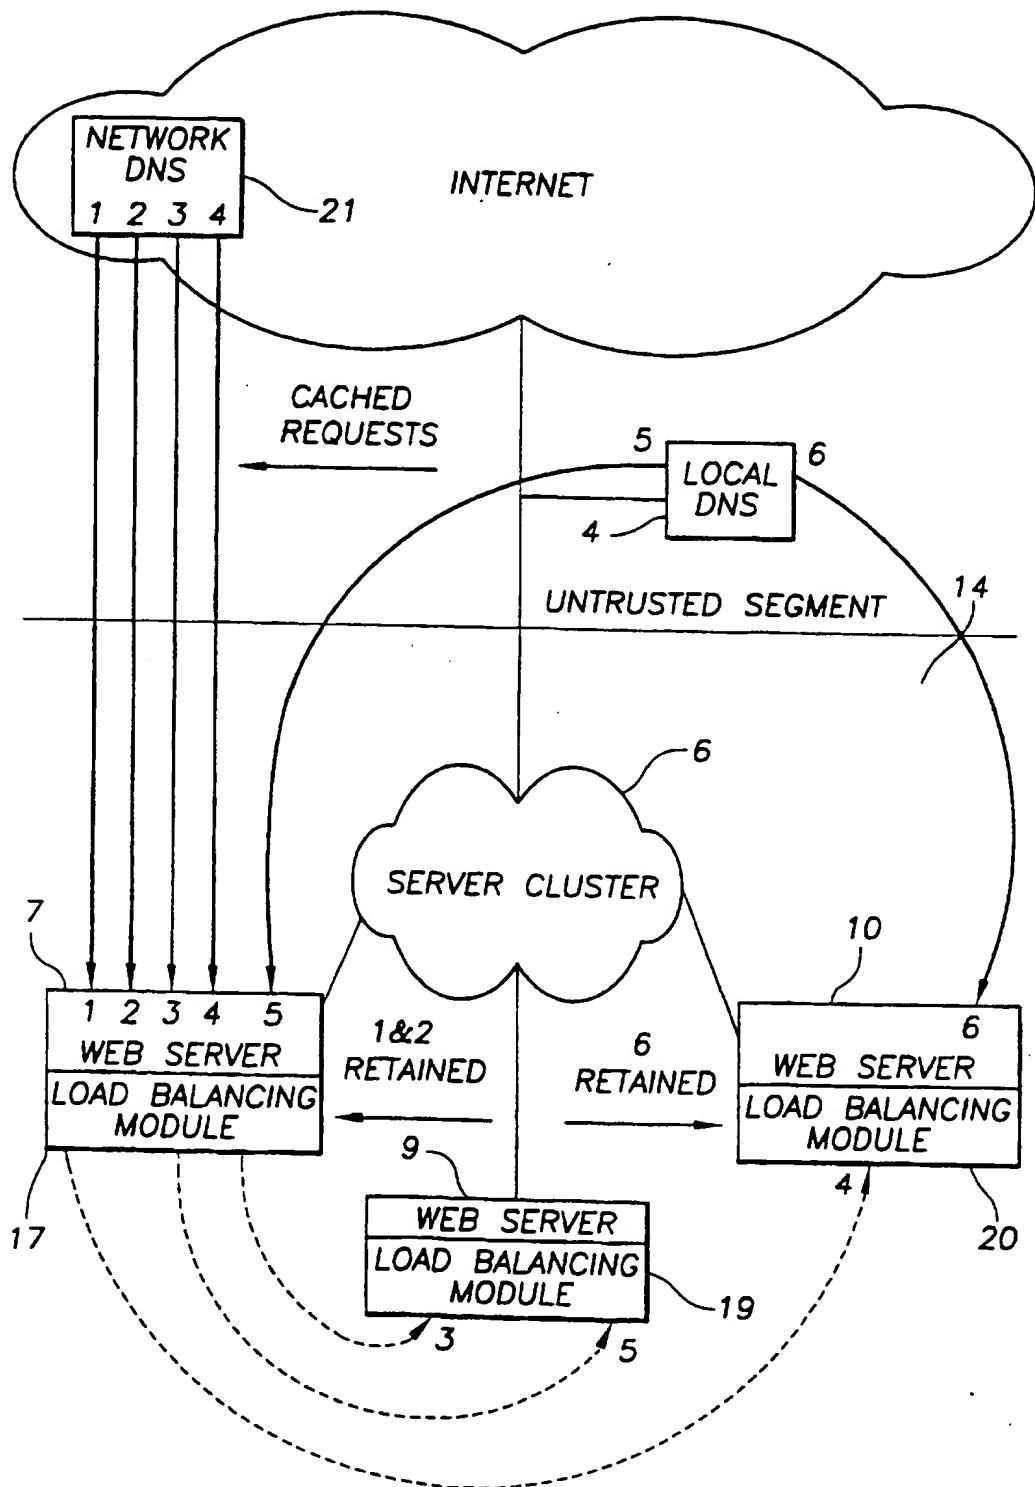 NETWORK
DNS
1 2 3 4
21
INTERNET
CACHED
REQUESTS
5
LOCAL
DNS
6
4
UNTRUSTED SEGMENT
14
6
SERVER CLUSTER
7
1 2 3 4 5
WEB SERVER
LOAD BALANCING
MODULE
17
1&2
RETAINED
6
RETAINED
10
6
WEB SERVER
LOAD BALANCING
MODULE
4
20
9
WEB SERVER
LOAD BALANCING
MODULE
19
3
5